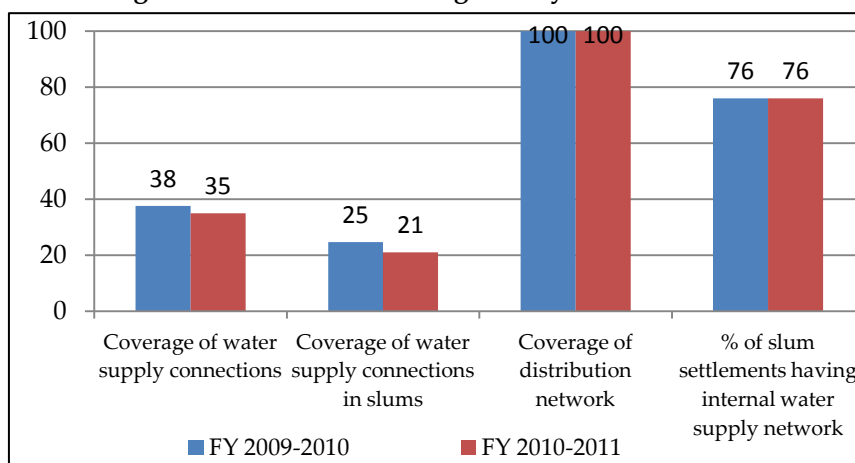 100
80
60
40
20
0
38
35
25
21
100
100
76
76
Coverage of water
supply connections
Coverage of water
supply connections
in slums
Coverage of
distribution
network
% of slum
settlements having
internal water
supply network
FY 2009-2010
FY 2010-2011